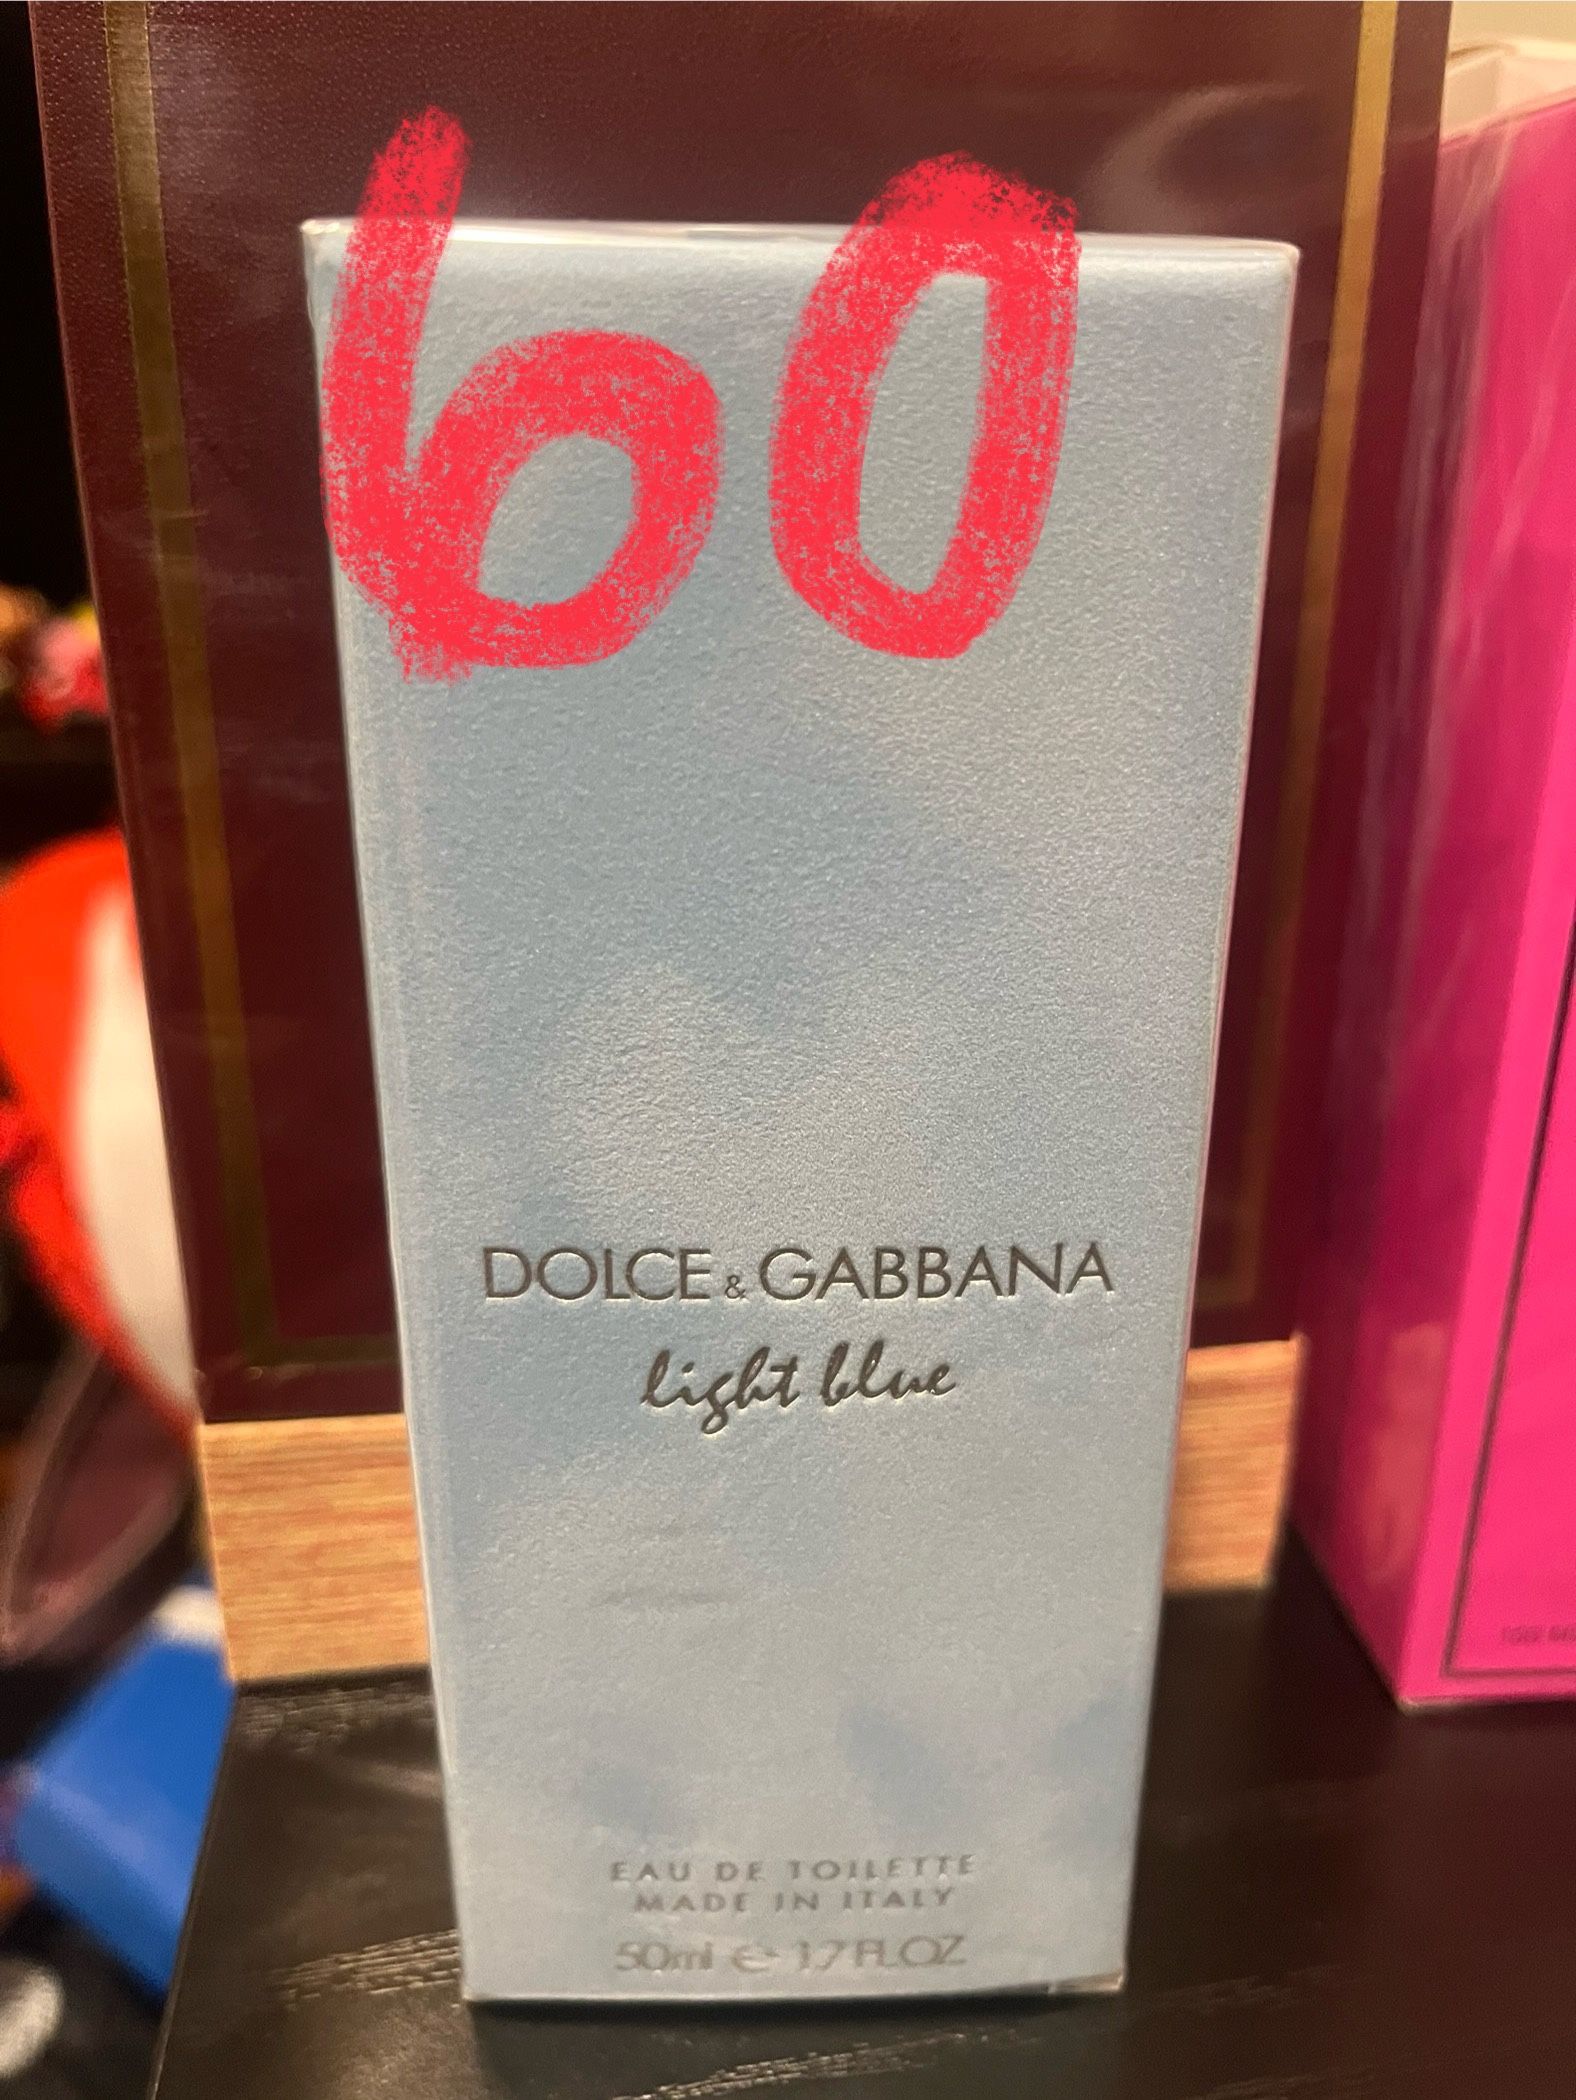 60
DOLCE & GABBANA
light blue
EAU DE TOILETTE
MADE IN ITALY
50ml e 1.7 FL.OZ